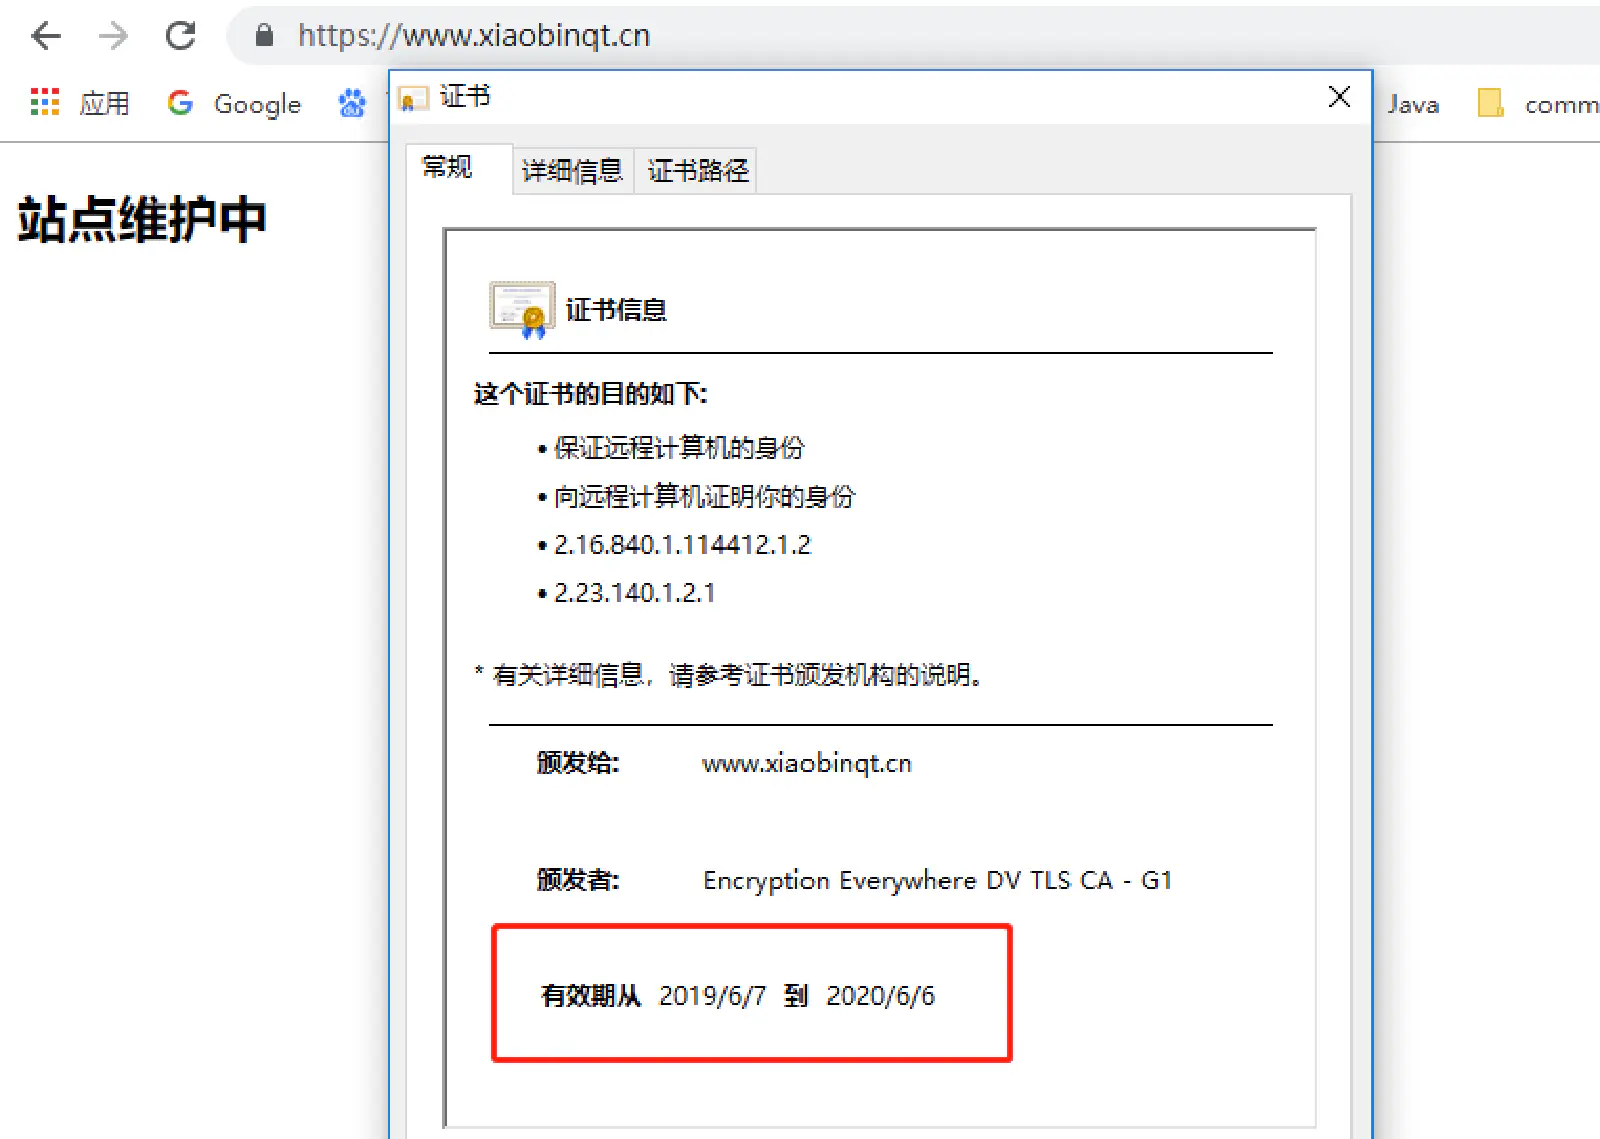 https://www.xiaobinqt.cn
应用 Google Java comm
证书
常规 详细信息 证书路径
站点维护中
证书信息
这个证书的目的如下:
• 保证远程计算机的身份
• 向远程计算机证明你的身份
• 2.16.840.1.114412.1.2
• 2.23.140.1.2.1
* 有关详细信息，请参考证书颁发机构的说明。
颁发给: www.xiaobinqt.cn
颁发者: Encryption Everywhere DV TLS CA - G1
有效期从 2019/6/7 到 2020/6/6